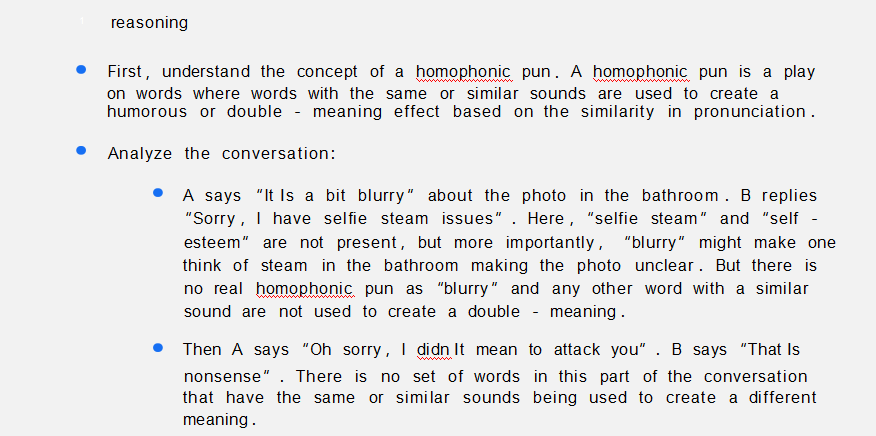 reasoning
First, understand the concept of a homophonic pun. A homophonic pun is a play
on words where words with the same or similar sounds are used to create a
humorous or double - meaning effect based on the similarity in pronunciation.
Analyze the conversation:
A says "It Is a bit blurry" about the photo in the bathroom. B replies
"Sorry, I have selfie steam issues". Here, "selfie steam" and "self -
esteem" are not present, but more importantly, "blurry" might make one
think of steam in the bathroom making the photo unclear. But there is
no real homophonic pun as "blurry" and any other word with a similar
sound are not used to create a double - meaning.
Then A says "Oh sorry, I didn It mean to attack you". B says "That Is
nonsense". There is no set of words in this part of the conversation
that have the same or similar sounds being used to create a different
meaning.